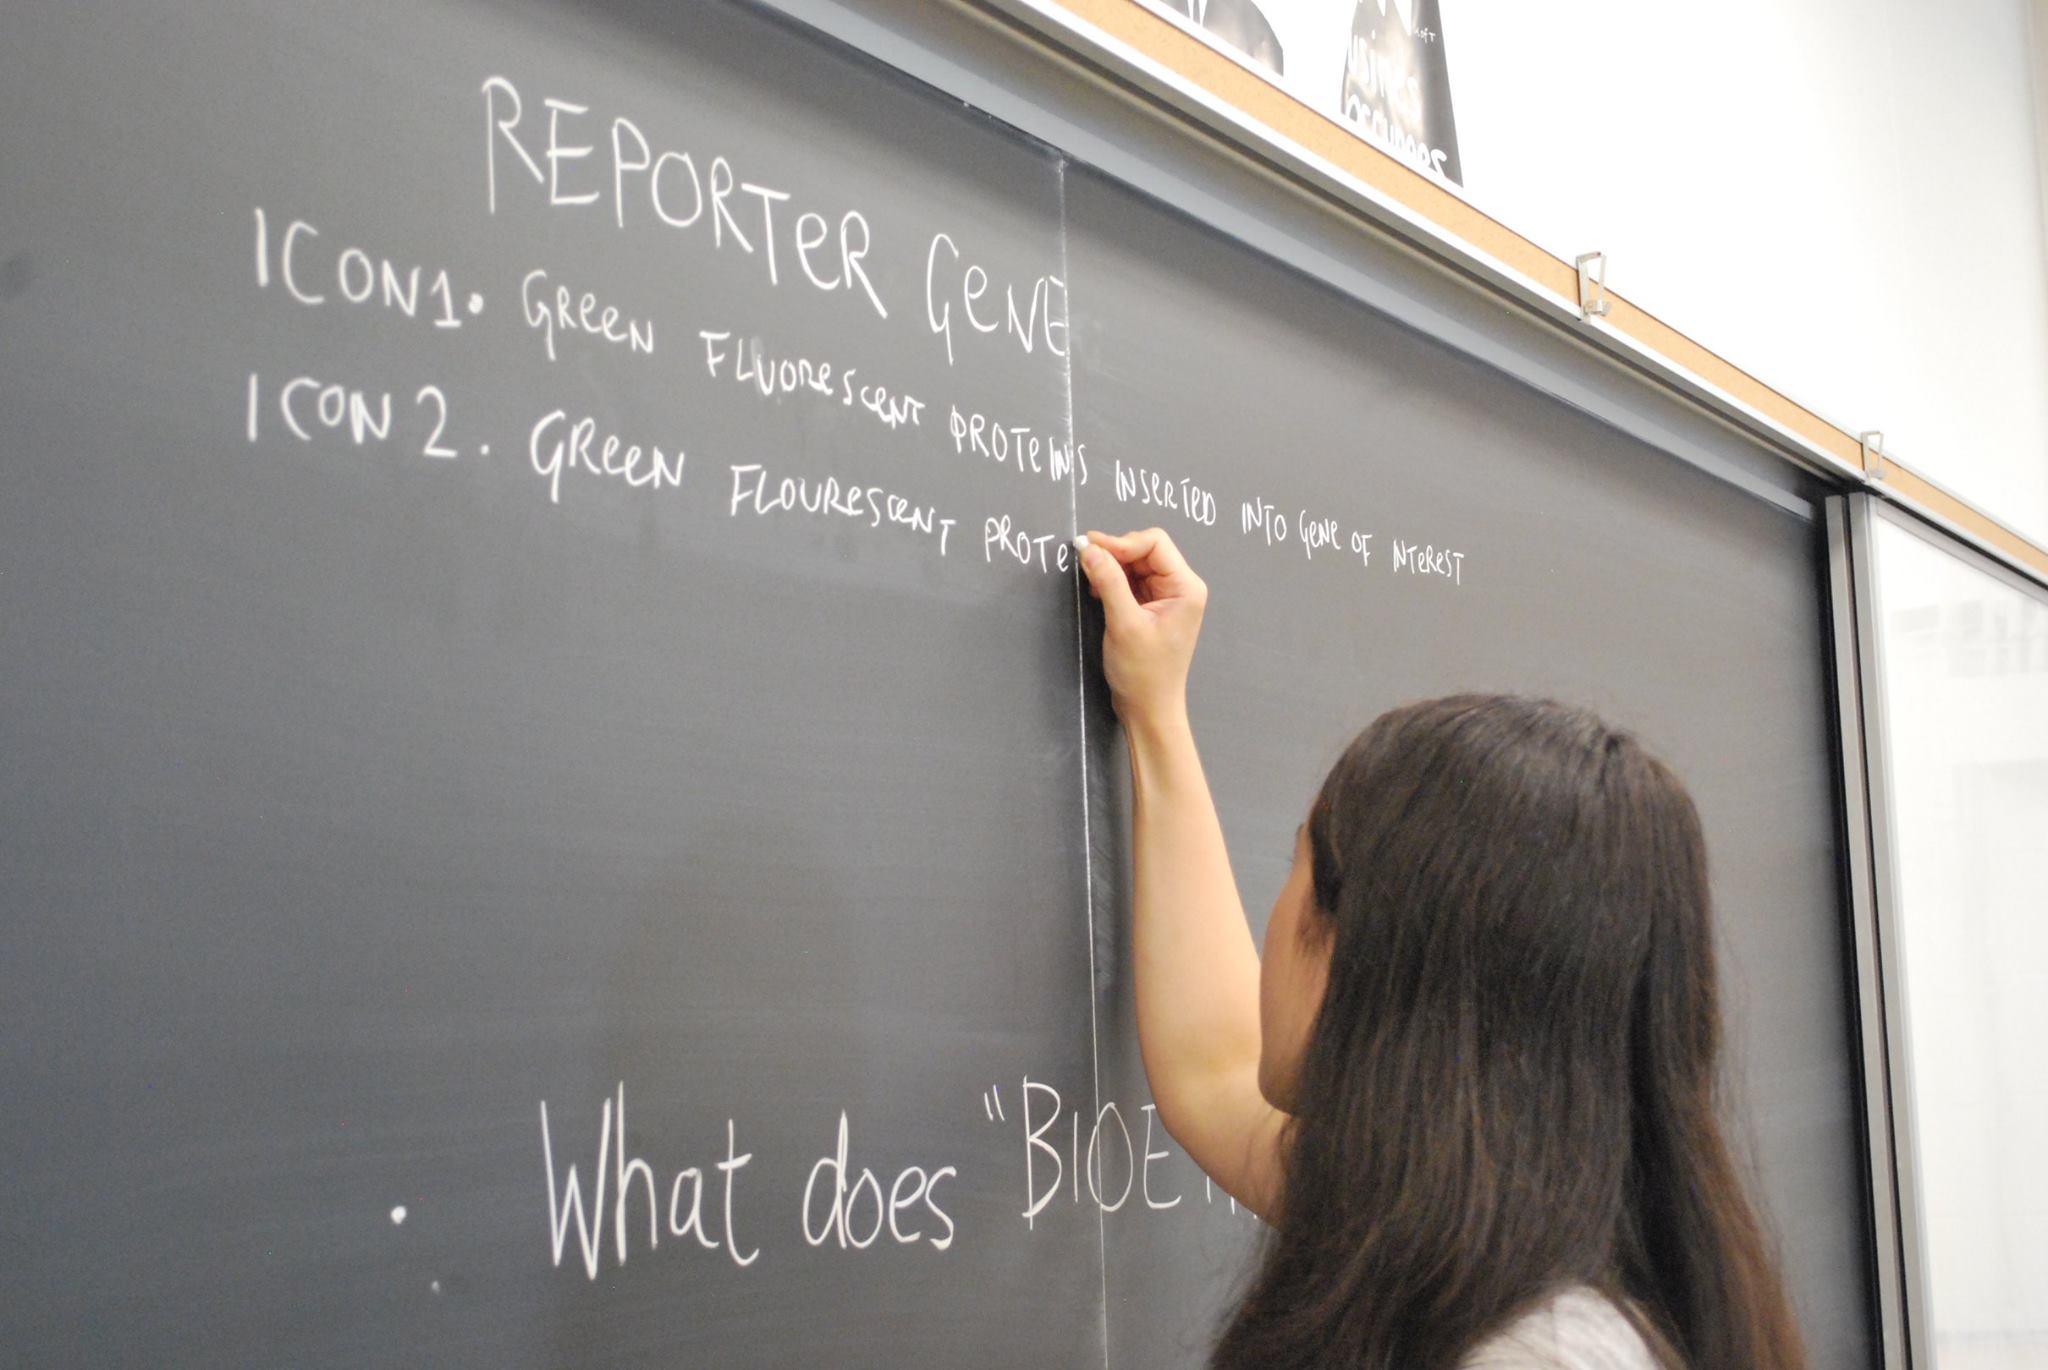 REPORTER GENE
ICON1. GREEN FLUORESCENT PROTEINS INSERTED INTO GENE OF INTEREST
ICON 2. GREEN FLOURESCENT PROTE
• What does "BIOE